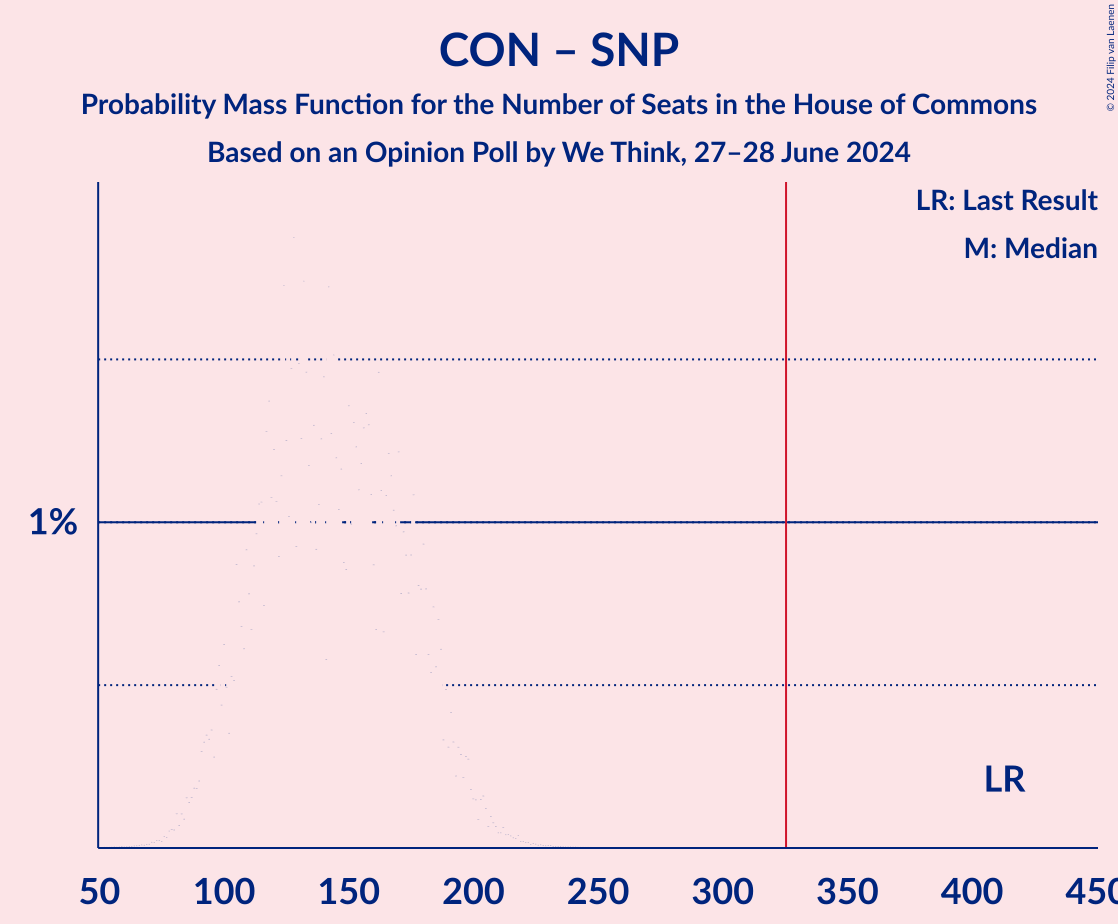 CON – SNP
Probability Mass Function for the Number of Seats in the House of Commons
Based on an Opinion Poll by We Think, 27–28 June 2024
© 2024 Filip van Laenen
LR: Last Result
M: Median
1%
LR
50 100 150 200 250 300 350 400 450